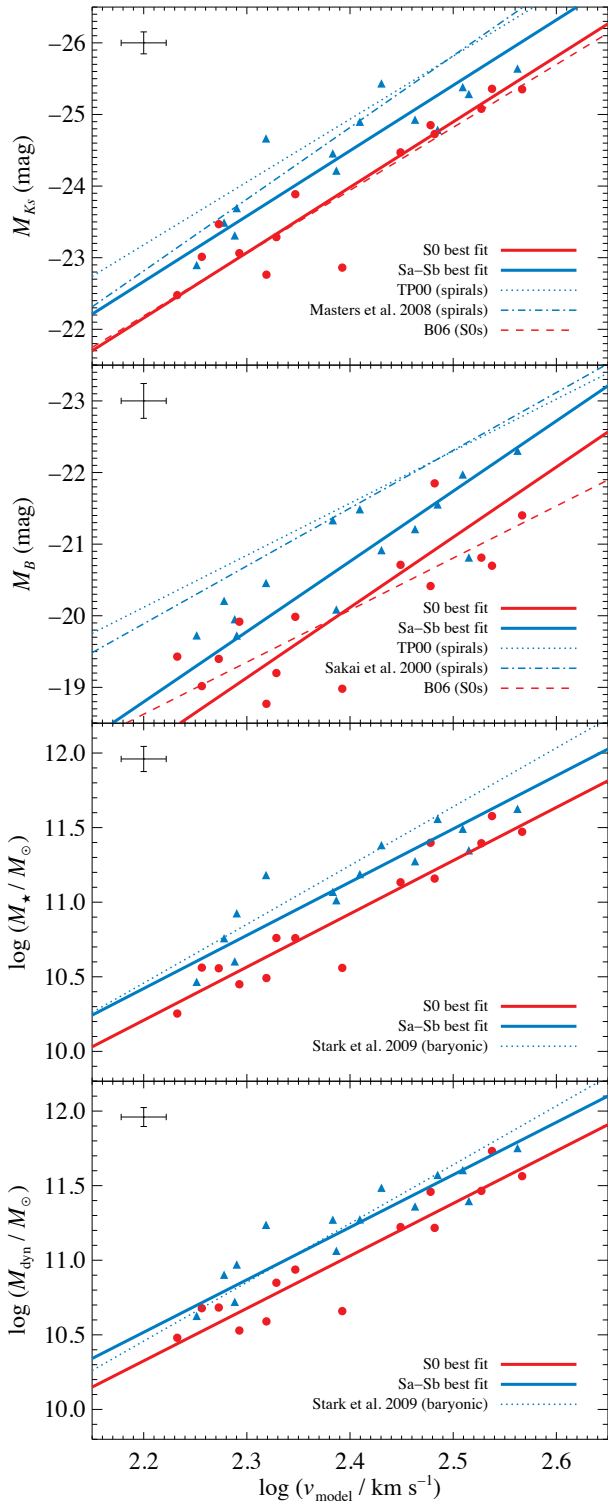 −26
−25
−24
−23
−22
M_Ks (mag)
S0 best fit
Sa–Sb best fit
TP00 (spirals)
Masters et al. 2008 (spirals)
B06 (S0s)
−23
−22
−21
−20
−19
M_B (mag)
S0 best fit
Sa–Sb best fit
TP00 (spirals)
Sakai et al. 2000 (spirals)
B06 (S0s)
12.0
11.5
11.0
10.5
10.0
log (M⋆ / M⊙)
S0 best fit
Sa–Sb best fit
Stark et al. 2009 (baryonic)
12.0
11.5
11.0
10.5
10.0
log (M_dyn / M⊙)
S0 best fit
Sa–Sb best fit
Stark et al. 2009 (baryonic)
2.2 2.3 2.4 2.5 2.6
log (v_model / km s⁻¹)